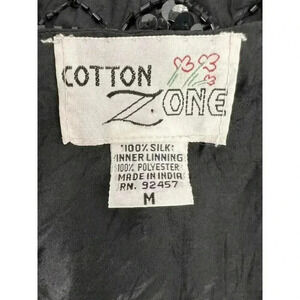 COTTON
ZONE
100% SILK
INNER LINNING
100% POLYESTER
MADE IN INDIA
RN. 92457
M